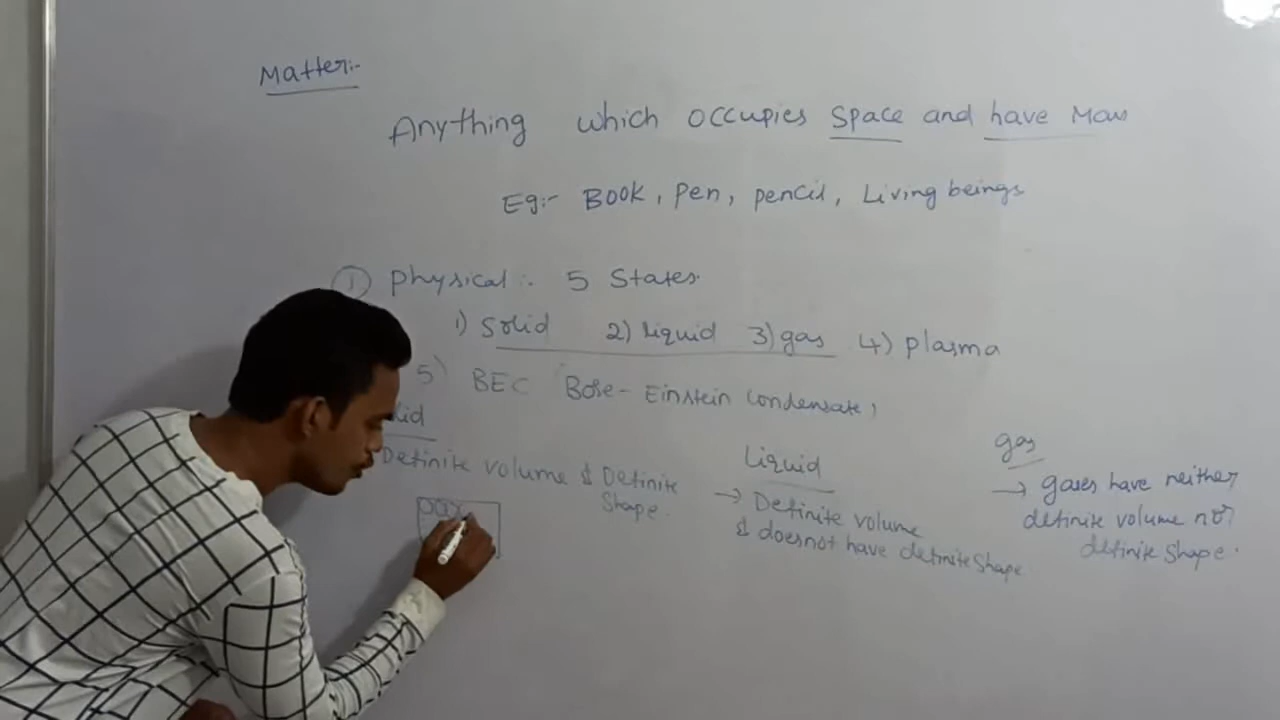 Matter:-
Anything which occupies space and have Mass
Eg:- Book, pen, pencil, Living beings
① physical:- 5 States.
1) Solid 2) liquid 3) gas 4) plasma
5) BEC Bose-Einstein condensate,
Definite volume & Definite
Shape.
Liquid
→ Definite volume
& doesnot have definite shape
gas
→ gases have neither
definite volume nor
definite shape.